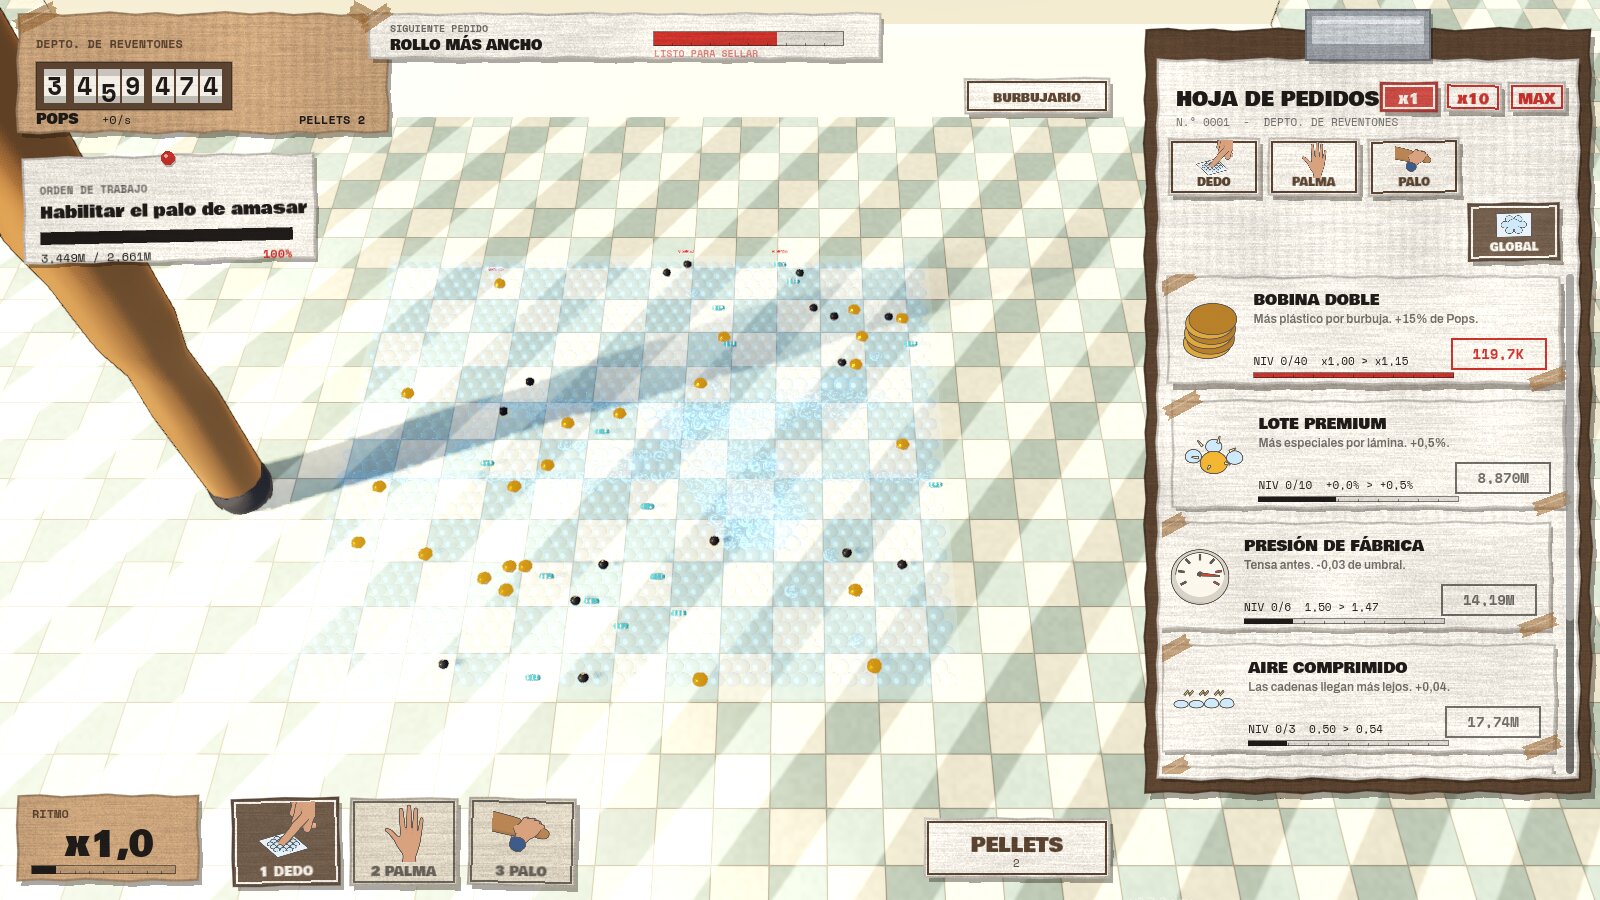 DEPTO. DE REVENTONES
3 459 474
POPS +0/s PELLETS 2
SIGUIENTE PEDIDO
ROLLO MÁS ANCHO
LISTO PARA SELLAR
ORDEN DE TRABAJO
Habilitar el palo de amasar
3,449M / 2,661M 100%
BURBUJARIO
HOJA DE PEDIDOS x1 x10 MAX
N.° 0001 - DEPTO. DE REVENTONES
DEDO PALMA PALO
GLOBAL
BOBINA DOBLE
Más plástico por burbuja. +15% de Pops.
NIV 0/40 x1,00 > x1,15 119,7K
LOTE PREMIUM
Más especiales por lámina. +0,5%.
NIV 0/10 +0,0% > +0,5% 8,870M
PRESIÓN DE FÁBRICA
Tensa antes. -0,03 de umbral.
NIV 0/6 1,50 > 1,47 14,19M
AIRE COMPRIMIDO
Las cadenas llegan más lejos. +0,04.
NIV 0/3 0,50 > 0,54 17,74M
RITMO
x1,0
1 DEDO 2 PALMA 3 PALO
PELLETS
2